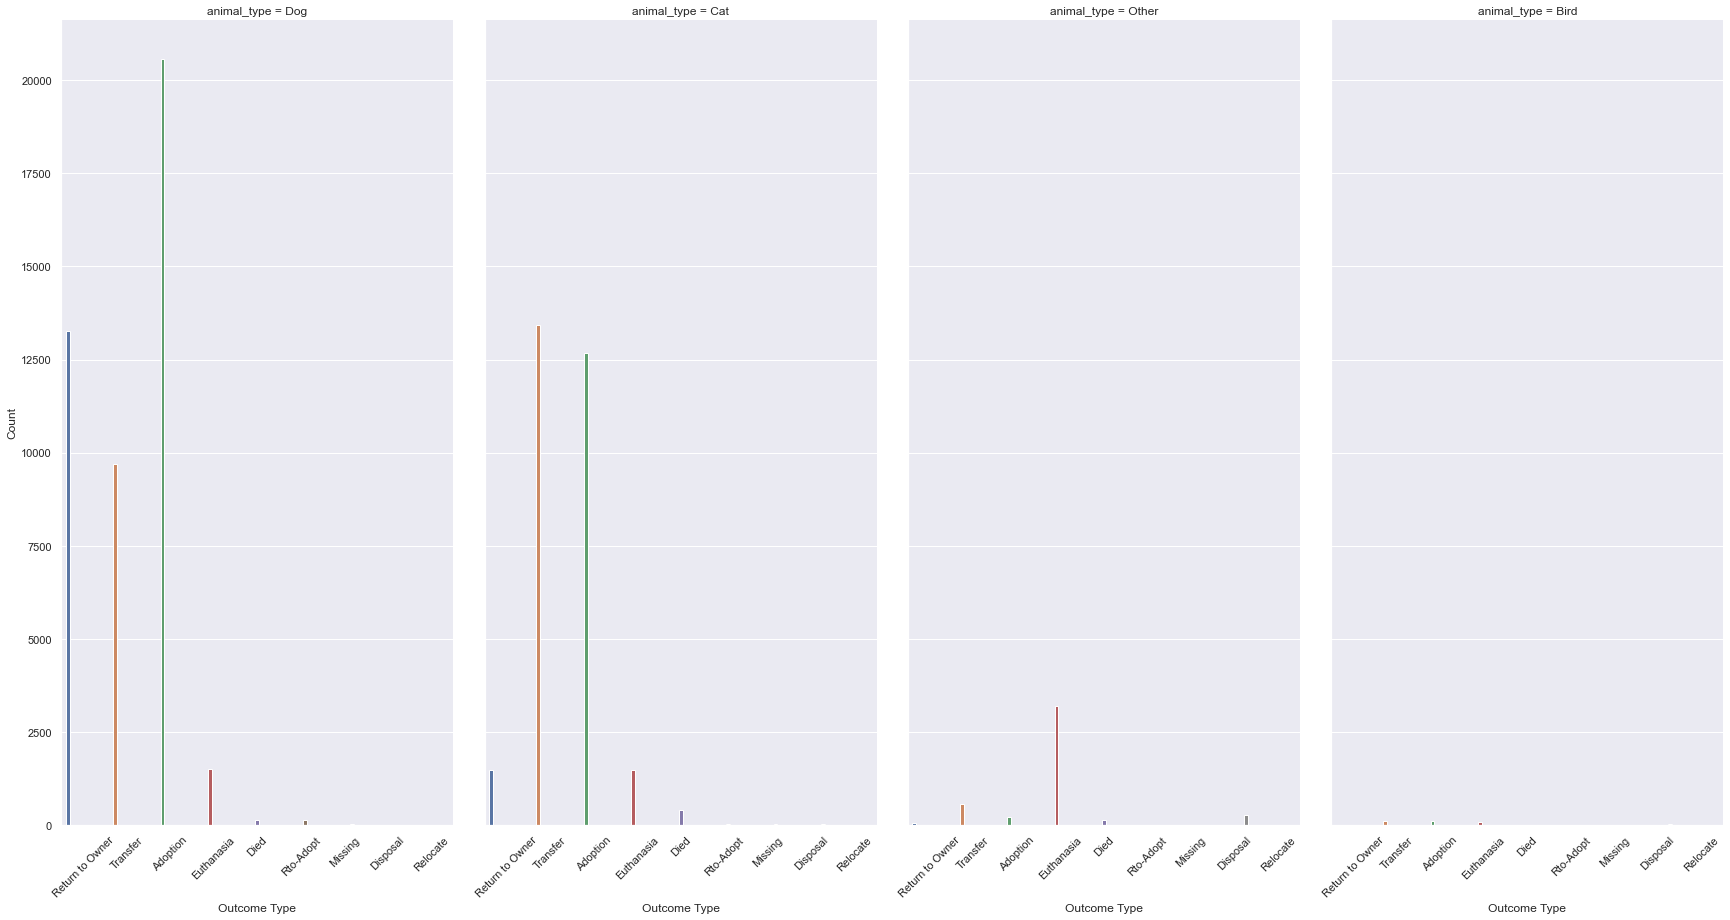 animal_type = Dog
animal_type = Cat
animal_type = Other
animal_type = Bird
20000
17500
15000
12500
10000
7500
5000
2500
0
Count
Return to Owner
Transfer
Adoption
Euthanasia
Died
Rto-Adopt
Missing
Disposal
Relocate
Return to Owner
Transfer
Adoption
Euthanasia
Died
Rto-Adopt
Missing
Disposal
Relocate
Return to Owner
Transfer
Adoption
Euthanasia
Died
Rto-Adopt
Missing
Disposal
Relocate
Return to Owner
Transfer
Adoption
Euthanasia
Died
Rto-Adopt
Missing
Disposal
Relocate
Outcome Type
Outcome Type
Outcome Type
Outcome Type